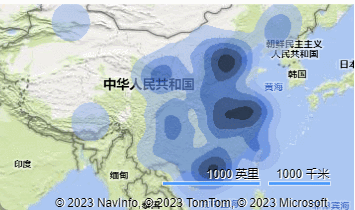 朝鲜民主主义
人民共和国
日本
韩国
中华人民共和国
黄海
印度
缅甸
1000 英里
1000 千米
© 2023 NavInfo, © 2023 TomTom, © 2023 Microsoft